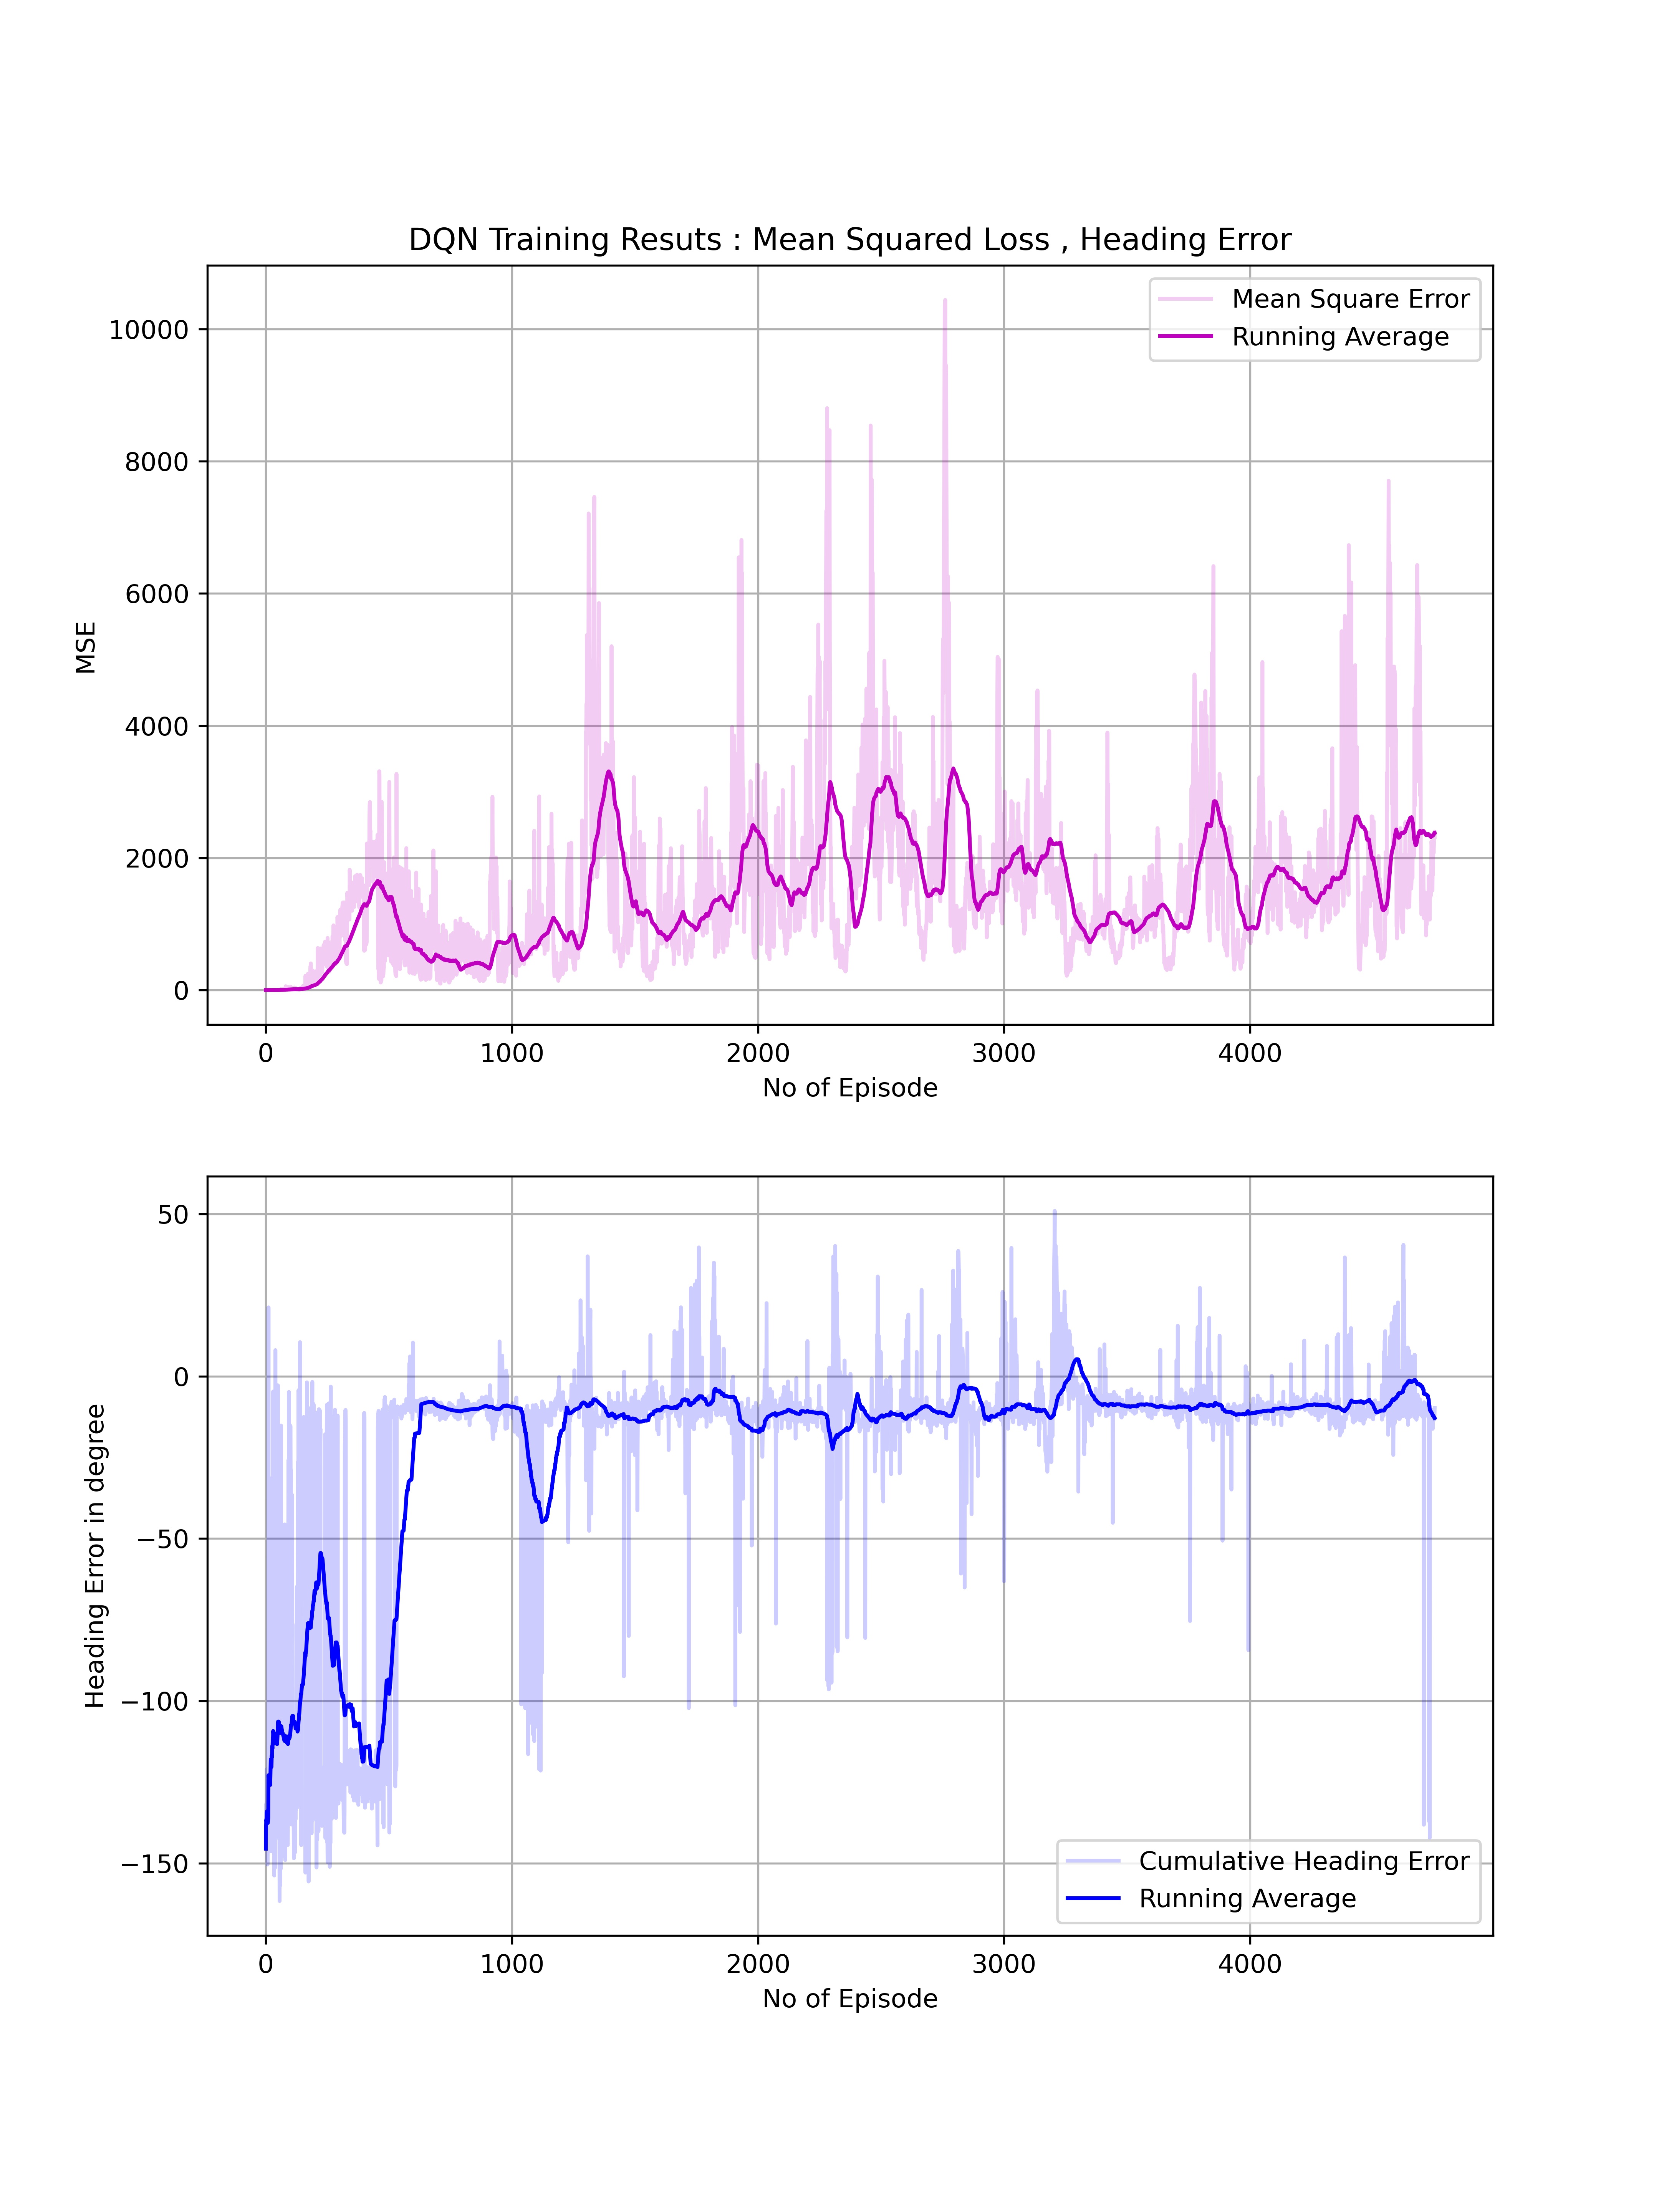 DQN Training Resuts : Mean Squared Loss , Heading Error
Mean Square Error
Running Average
10000
8000
6000
4000
2000
0
MSE
0 1000 2000 3000 4000
No of Episode
50
0
−50
−100
−150
Heading Error in degree
Cumulative Heading Error
Running Average
0 1000 2000 3000 4000
No of Episode